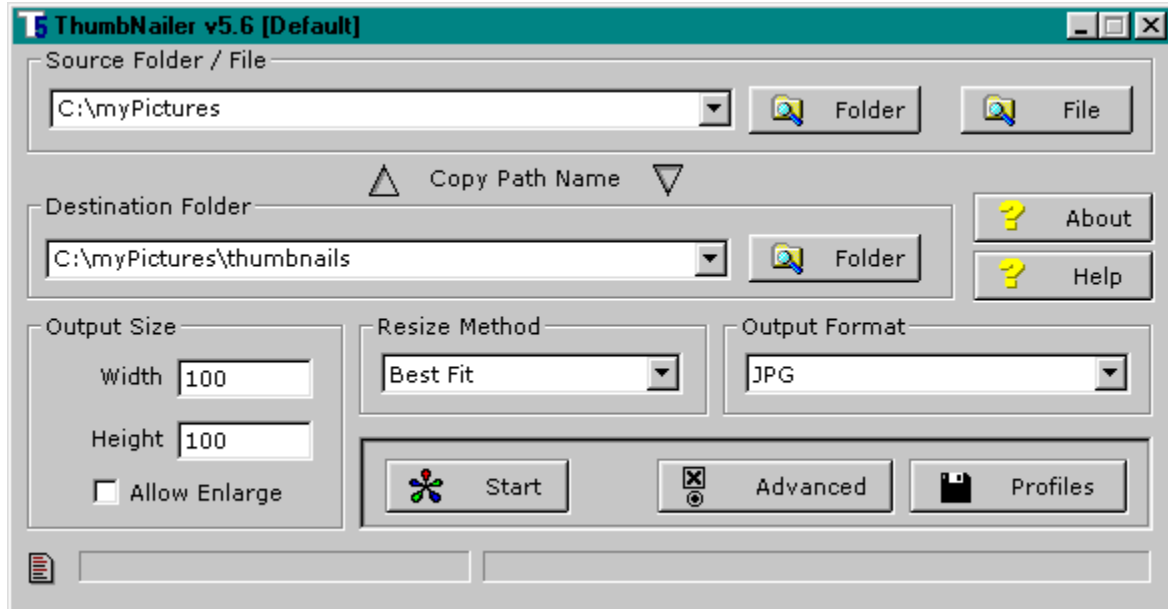 T5 ThumbNailer v5.6 [Default]
Source Folder / File
C:\myPictures
Folder
File
Copy Path Name
Destination Folder
C:\myPictures\thumbnails
Folder
About
Help
Output Size
Width 100
Height 100
Allow Enlarge
Resize Method
Best Fit
Output Format
JPG
Start
Advanced
Profiles